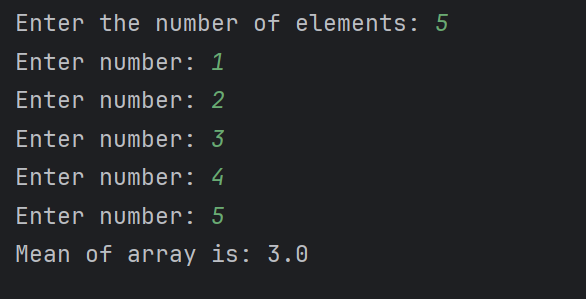 Enter the number of elements: 5
Enter number: 1
Enter number: 2
Enter number: 3
Enter number: 4
Enter number: 5
Mean of array is: 3.0